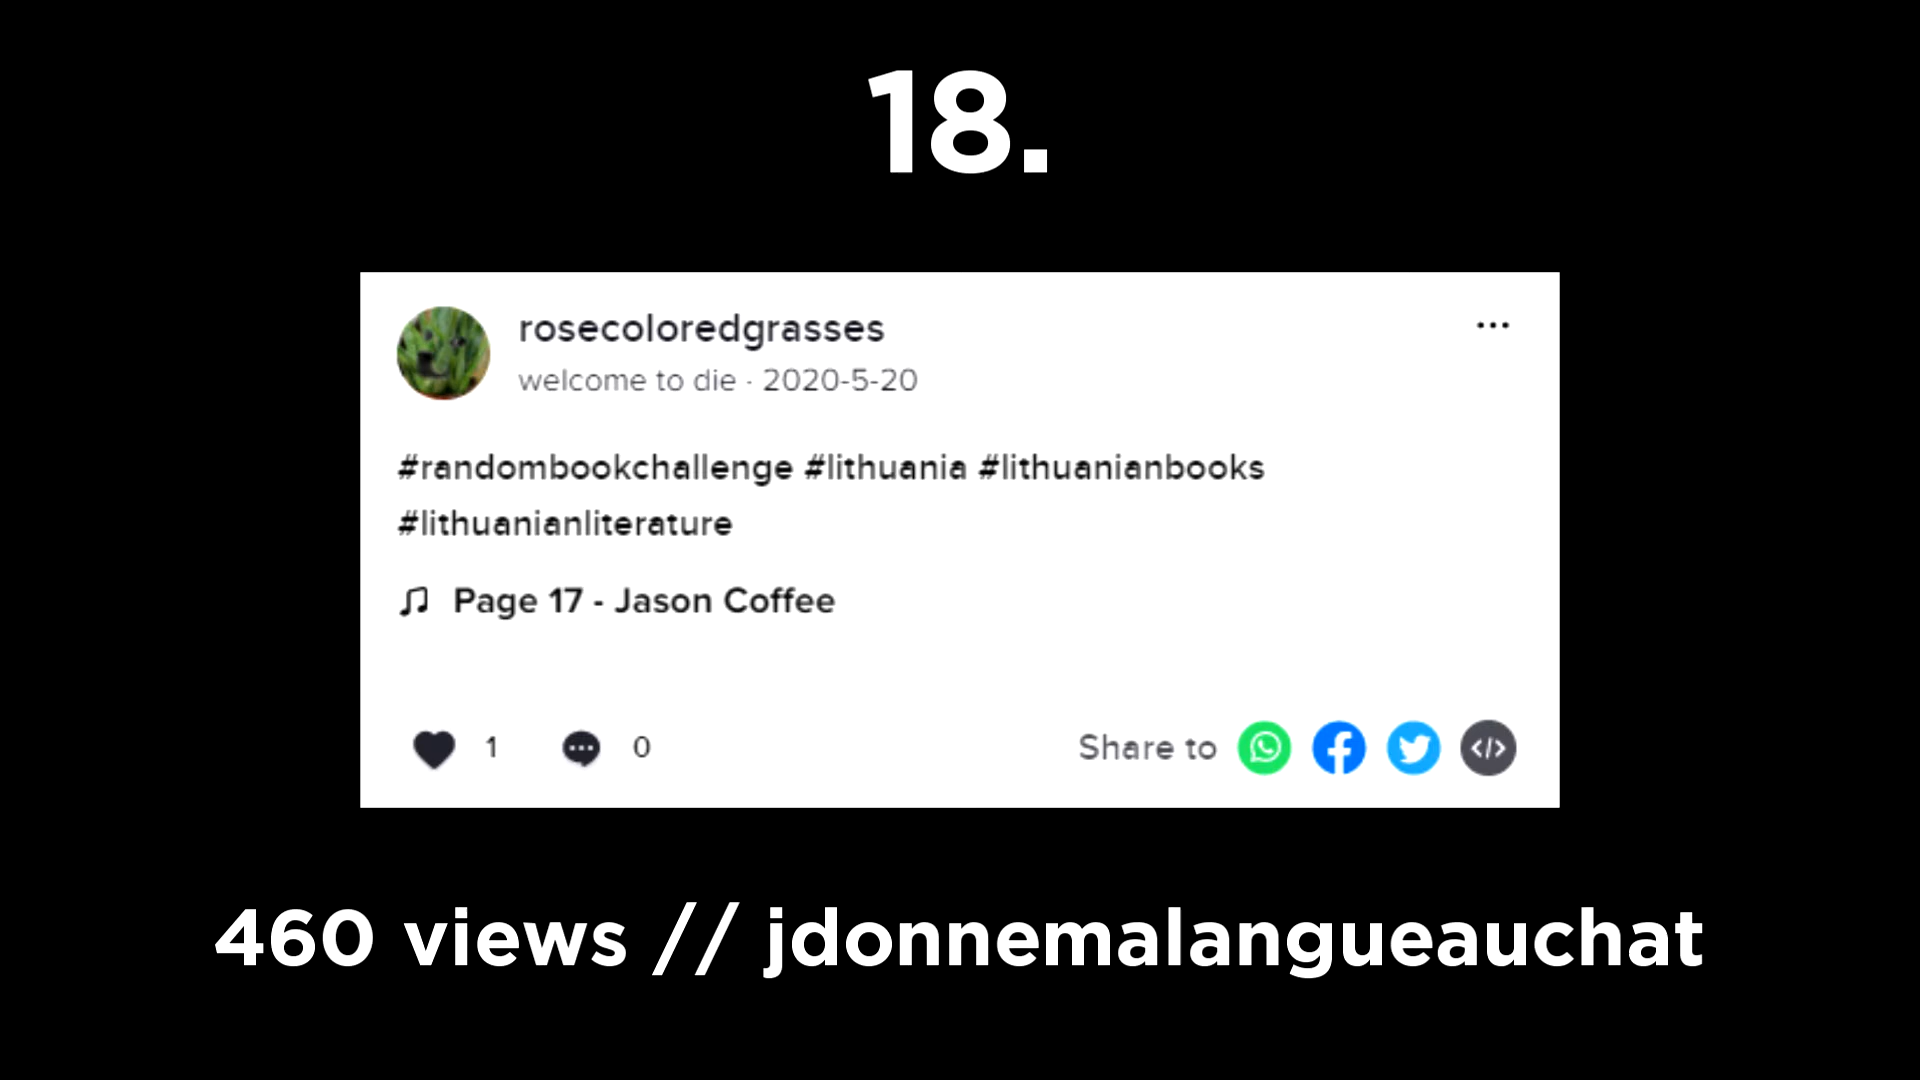 18.
rosecoloredgrasses
welcome to die · 2020-5-20
#randombookchallenge #lithuania #lithuanianbooks
#lithuanianliterature
Page 17 - Jason Coffee
1 0 Share to
460 views // jdonnemalangueauchat